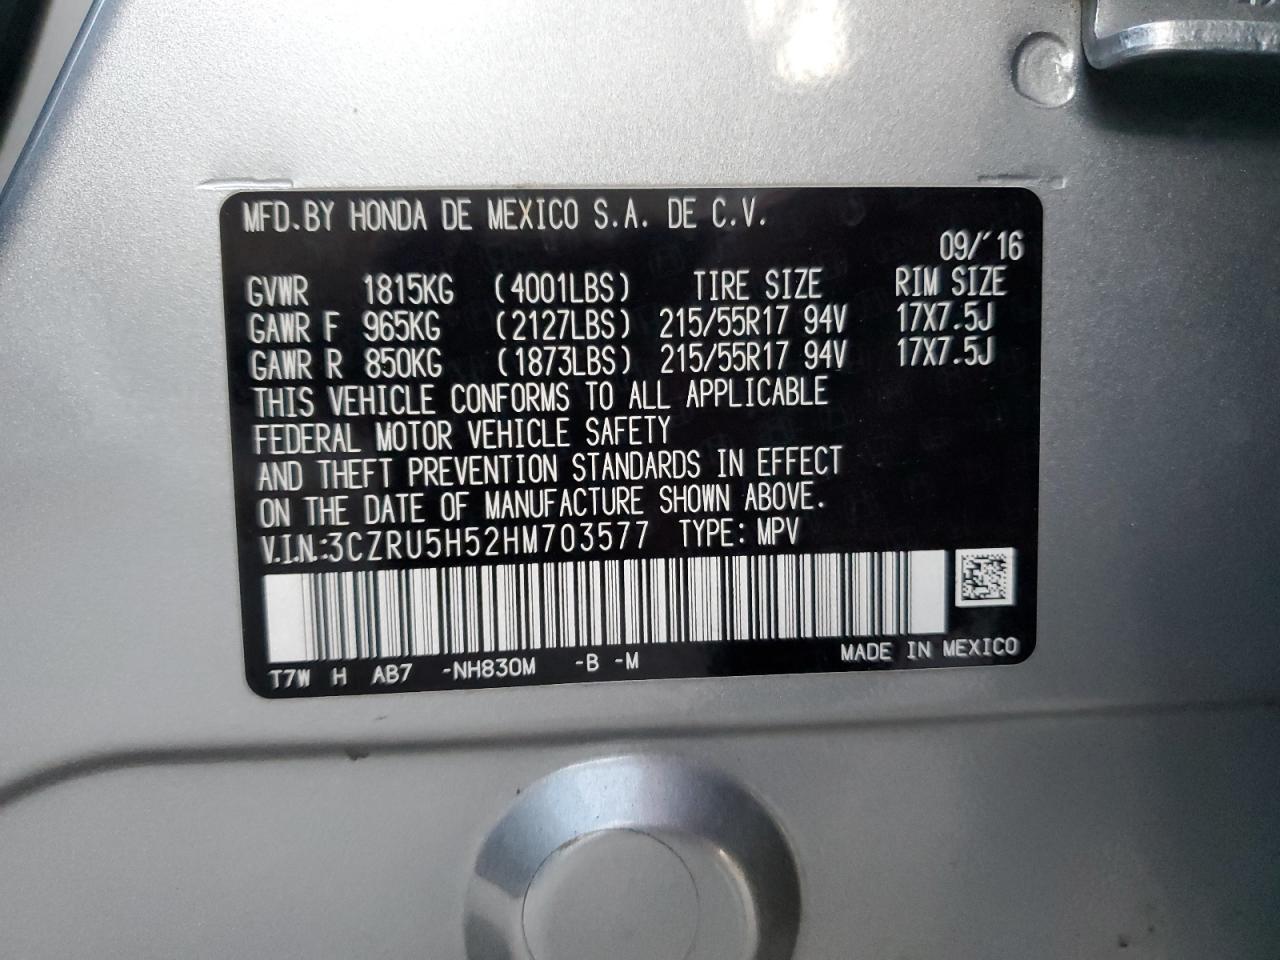 MFD.BY HONDA DE MEXICO S.A. DE C.V.
09/'16
GVWR 1815KG (4001LBS) TIRE SIZE RIM SIZE
GAWR F 965KG (2127LBS) 215/55R17 94V 17X7.5J
GAWR R 850KG (1873LBS) 215/55R17 94V 17X7.5J
THIS VEHICLE CONFORMS TO ALL APPLICABLE
FEDERAL MOTOR VEHICLE SAFETY
AND THEFT PREVENTION STANDARDS IN EFFECT
ON THE DATE OF MANUFACTURE SHOWN ABOVE.
V.I.N.:3CZRU5H52HM703577 TYPE: MPV
T7W H AB7 -NH830M -B -M MADE IN MEXICO